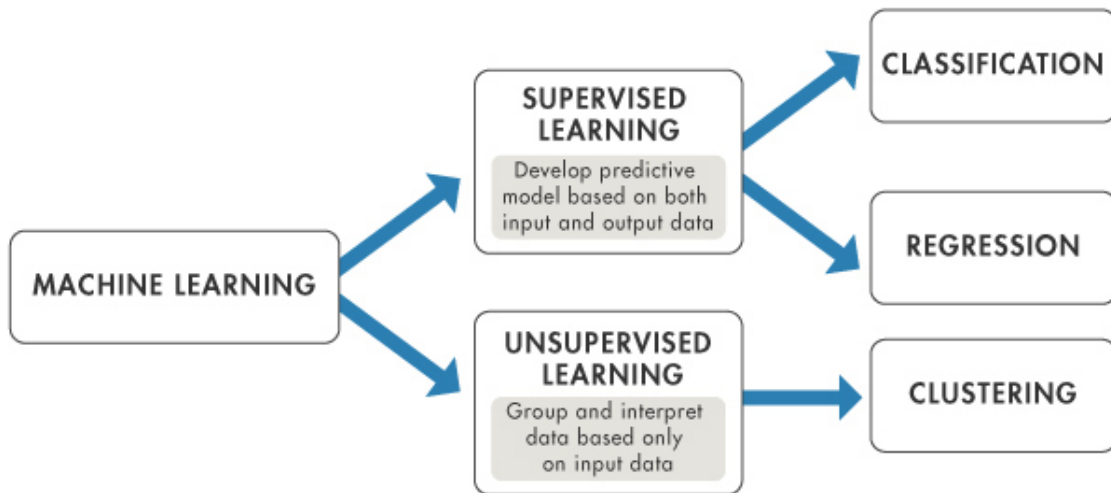 MACHINE LEARNING
SUPERVISED
LEARNING
Develop predictive
model based on both
input and output data
UNSUPERVISED
LEARNING
Group and interpret
data based only
on input data
CLASSIFICATION
REGRESSION
CLUSTERING